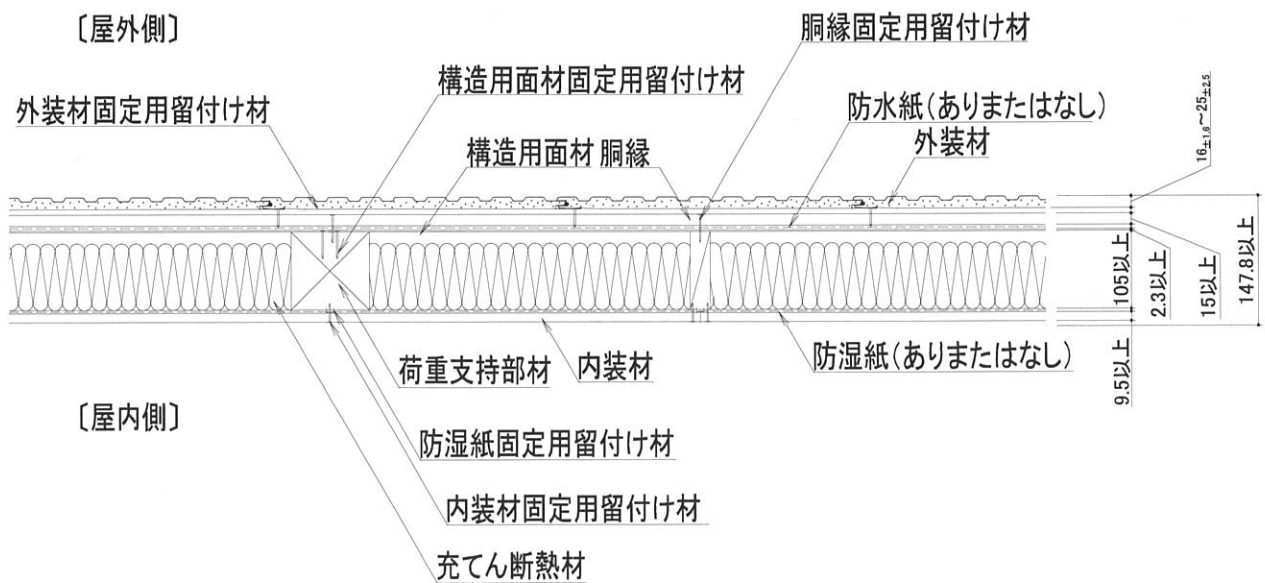 〔屋外側〕
胴縁固定用留付け材
構造用面材固定用留付け材
外装材固定用留付け材
防水紙(ありまたはなし)
構造用面材 胴縁
外装材
16±1.6~25±2.5
105以上
2.3以上
15以上
147.8以上
9.5以上
荷重支持部材
内装材
防湿紙(ありまたはなし)
〔屋内側〕
防湿紙固定用留付け材
内装材固定用留付け材
充てん断熱材